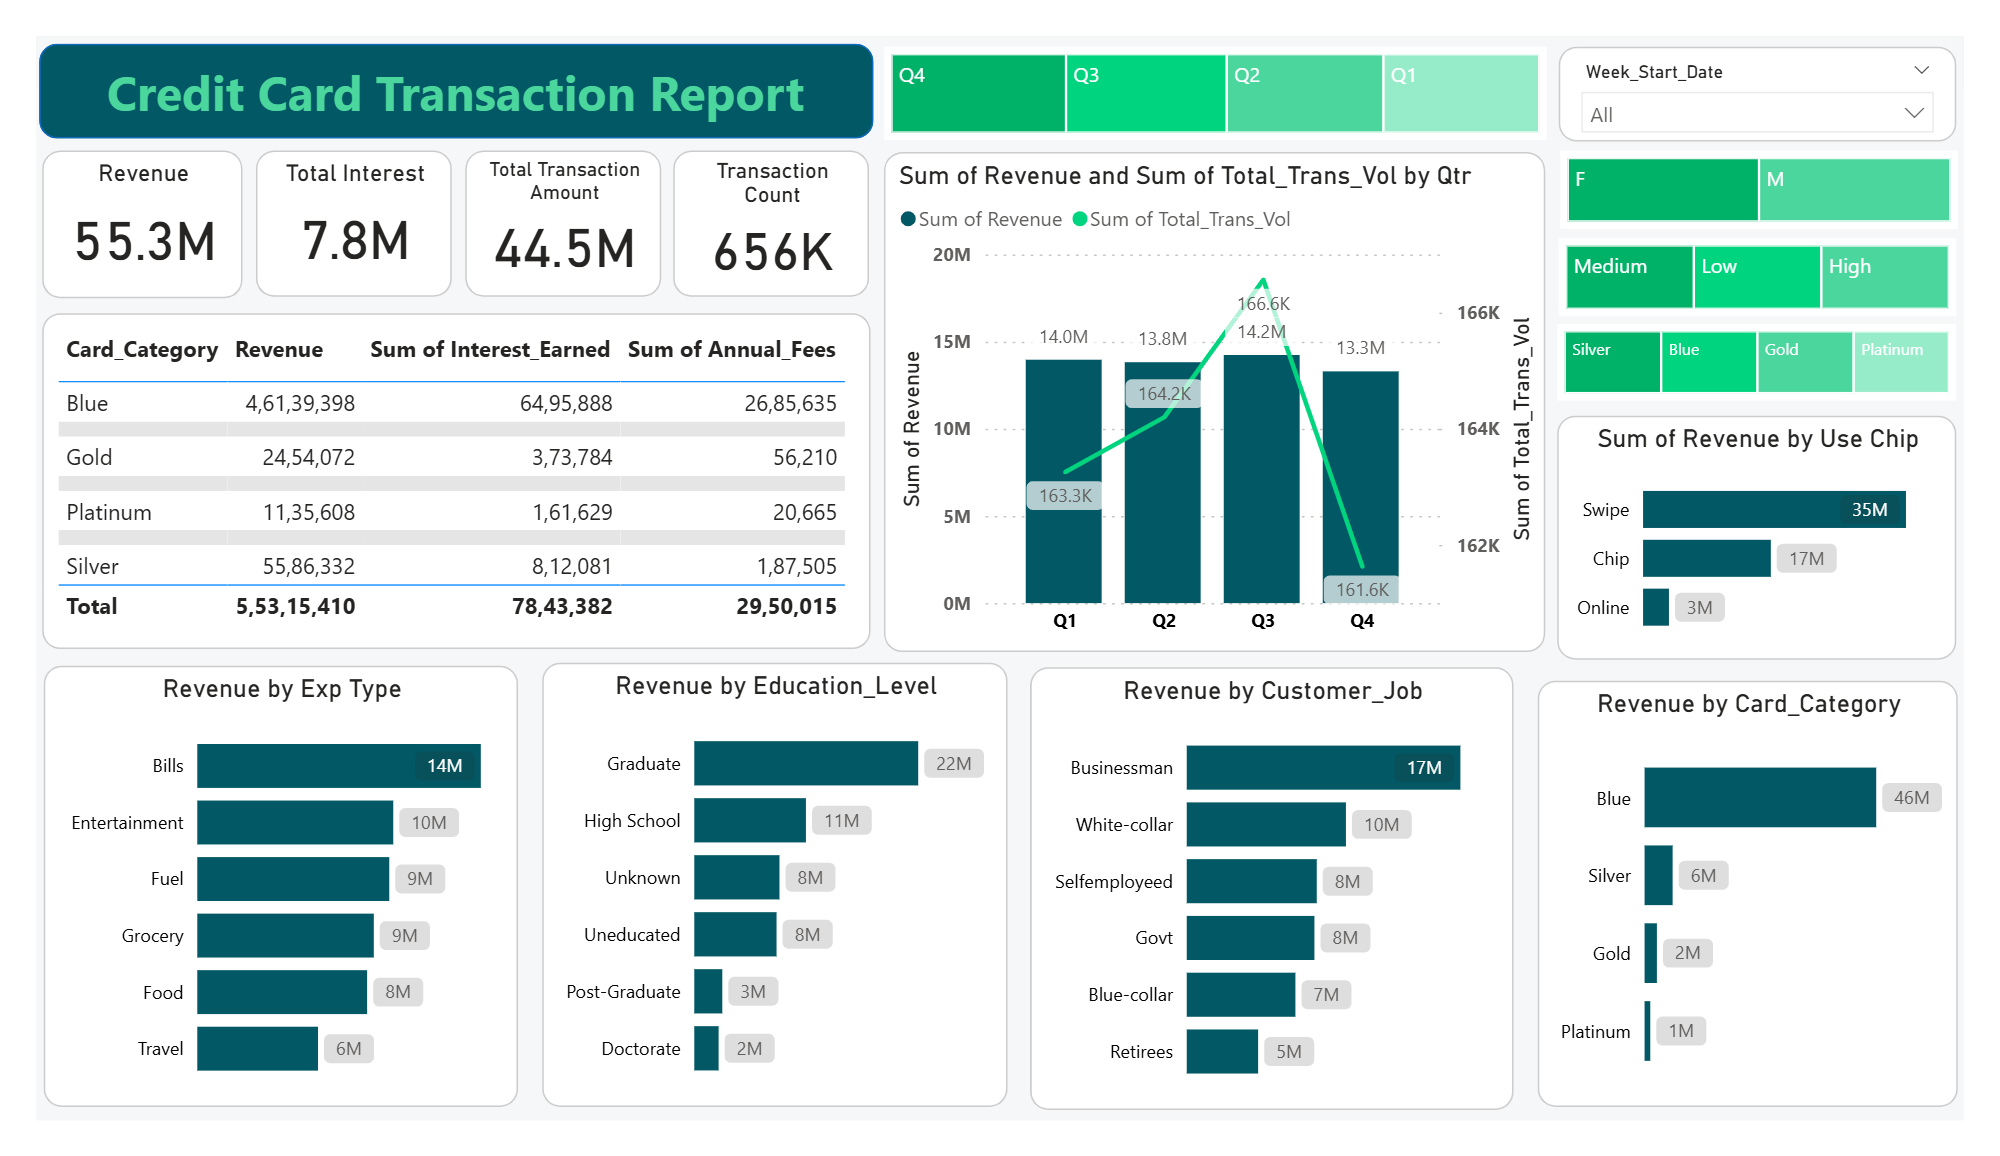 Credit Card Transaction Report
Q4 Q3 Q2 Q1
Week_Start_Date
All
Revenue
55.3M
Total Interest
7.8M
Total Transaction
Amount
44.5M
Transaction
Count
656K
F M
Medium Low High
Silver Blue Gold Platinum
Card_Category Revenue Sum of Interest_Earned Sum of Annual_Fees
Blue 4,61,39,398 64,95,888 26,85,635
Gold 24,54,072 3,73,784 56,210
Platinum 11,35,608 1,61,629 20,665
Silver 55,86,332 8,12,081 1,87,505
Total 5,53,15,410 78,43,382 29,50,015
Sum of Revenue and Sum of Total_Trans_Vol by Qtr
Sum of Revenue Sum of Total_Trans_Vol
Sum of Revenue
20M
15M
10M
5M
0M
14.0M
13.8M
14.2M
13.3M
163.3K
164.2K
166.6K
161.6K
166K
164K
162K
Sum of Total_Trans_Vol
Q1 Q2 Q3 Q4
Sum of Revenue by Use Chip
Swipe 35M
Chip 17M
Online 3M
Revenue by Exp Type
Bills 14M
Entertainment 10M
Fuel 9M
Grocery 9M
Food 8M
Travel 6M
Revenue by Education_Level
Graduate 22M
High School 11M
Unknown 8M
Uneducated 8M
Post-Graduate 3M
Doctorate 2M
Revenue by Customer_Job
Businessman 17M
White-collar 10M
Selfemployeed 8M
Govt 8M
Blue-collar 7M
Retirees 5M
Revenue by Card_Category
Blue 46M
Silver 6M
Gold 2M
Platinum 1M